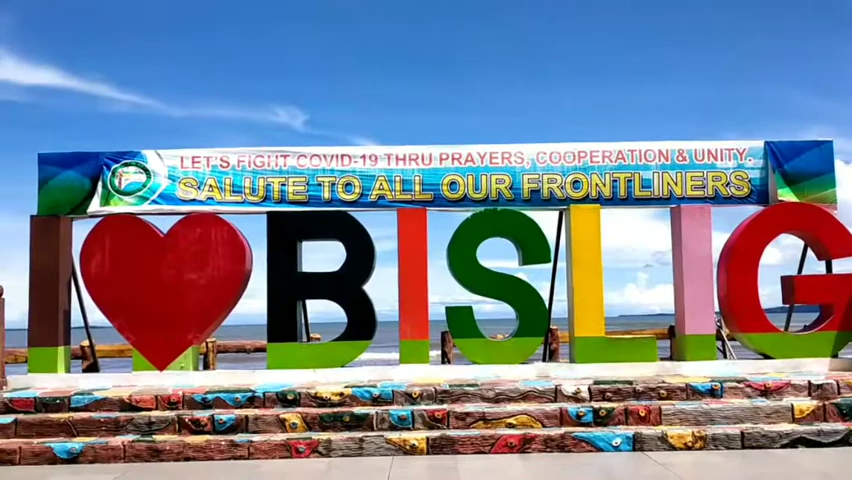 LET'S FIGHT COVID-19 THRU PRAYERS, COOPERATION & UNITY.
SALUTE TO ALL OUR FRONTLINERS
I ❤ BISLIG